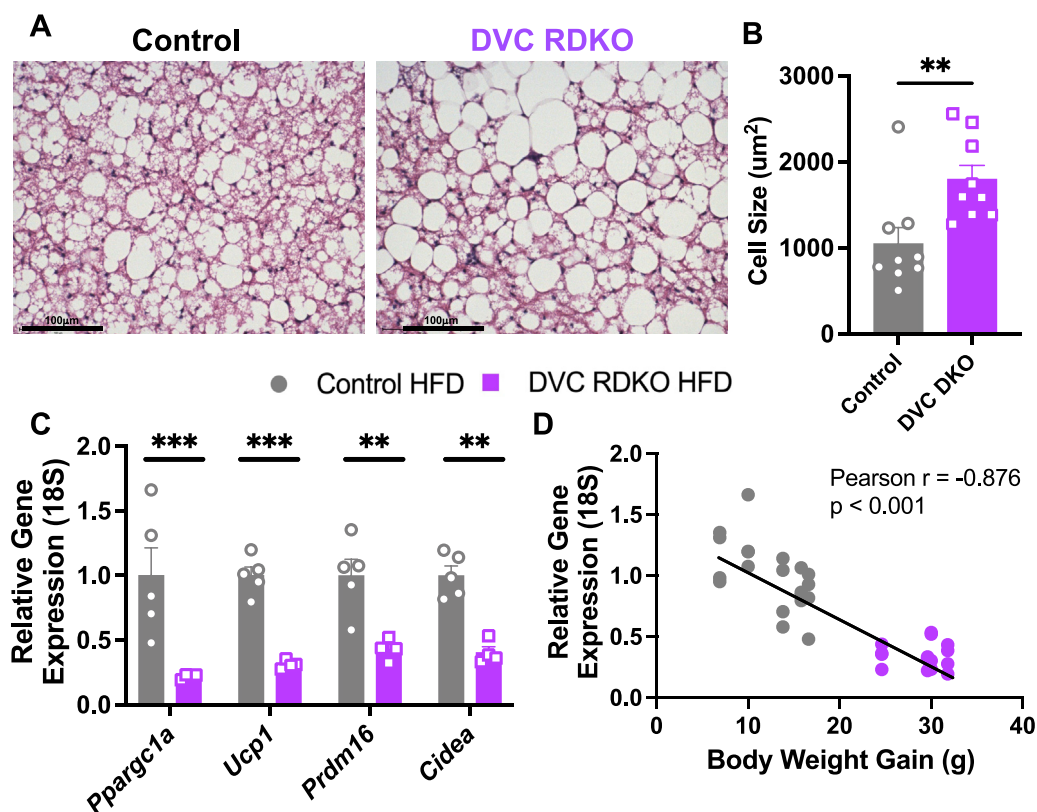 A
Control
DVC RDKO
100μm
100μm
B
**
Cell Size (um²)
3000
2000
1000
0
Control
DVC DKO
Control HFD
DVC RDKO HFD
C
***
***
**
**
Relative Gene
Expression (18S)
2.0
1.5
1.0
0.5
0.0
Ppargc1a
Ucp1
Prdm16
Cidea
D
Pearson r = -0.876
p < 0.001
Relative Gene
Expression (18S)
2.0
1.5
1.0
0.5
0.0
0
10
20
30
40
Body Weight Gain (g)